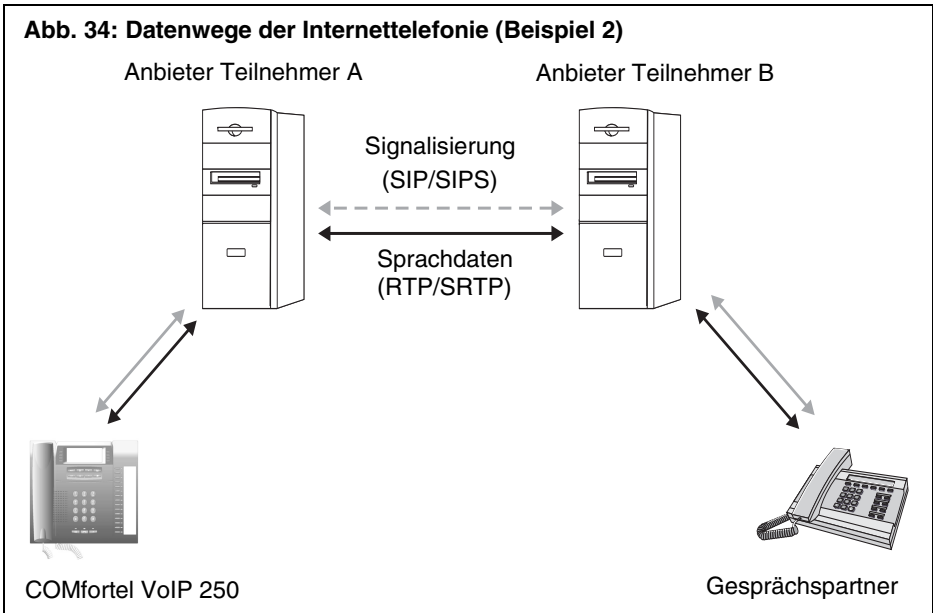 Abb. 34: Datenwege der Internettelefonie (Beispiel 2)
Anbieter Teilnehmer A
Anbieter Teilnehmer B
Signalisierung
(SIP/SIPS)
Sprachdaten
(RTP/SRTP)
COMfortel VoIP 250
Gesprächspartner